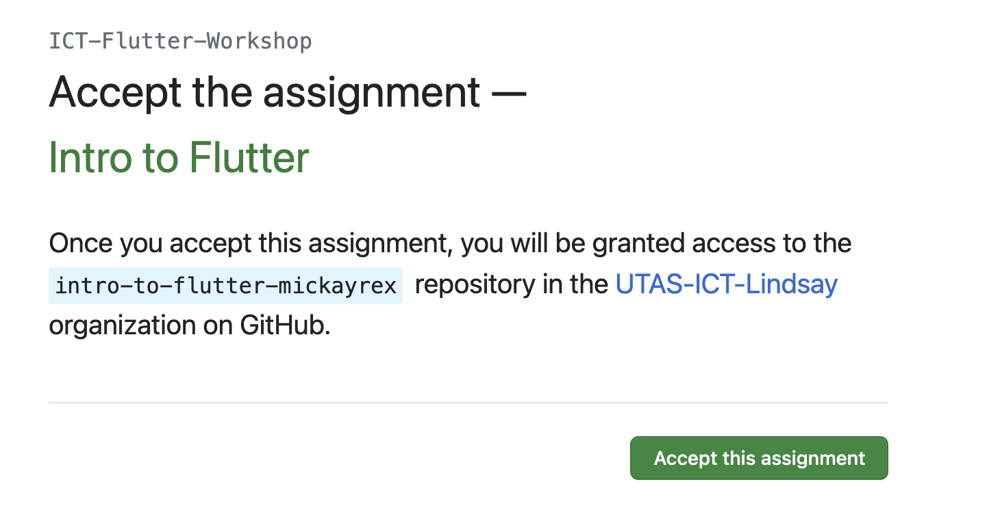 ICT-Flutter-Workshop
Accept the assignment —
Intro to Flutter
Once you accept this assignment, you will be granted access to the
intro-to-flutter-mickayrex repository in the UTAS-ICT-Lindsay
organization on GitHub.
Accept this assignment